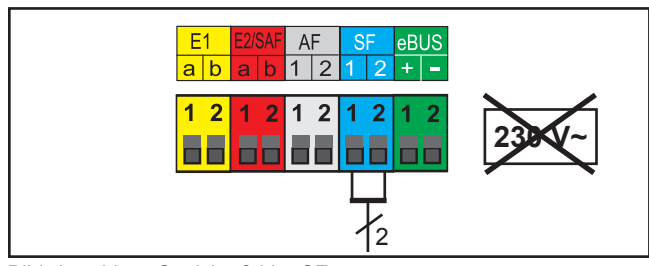 E1 E2/SAF AF SF eBUS
a b a b 1 2 1 2 + -
1 2 1 2 1 2 1 2 1 2
230 V~
2